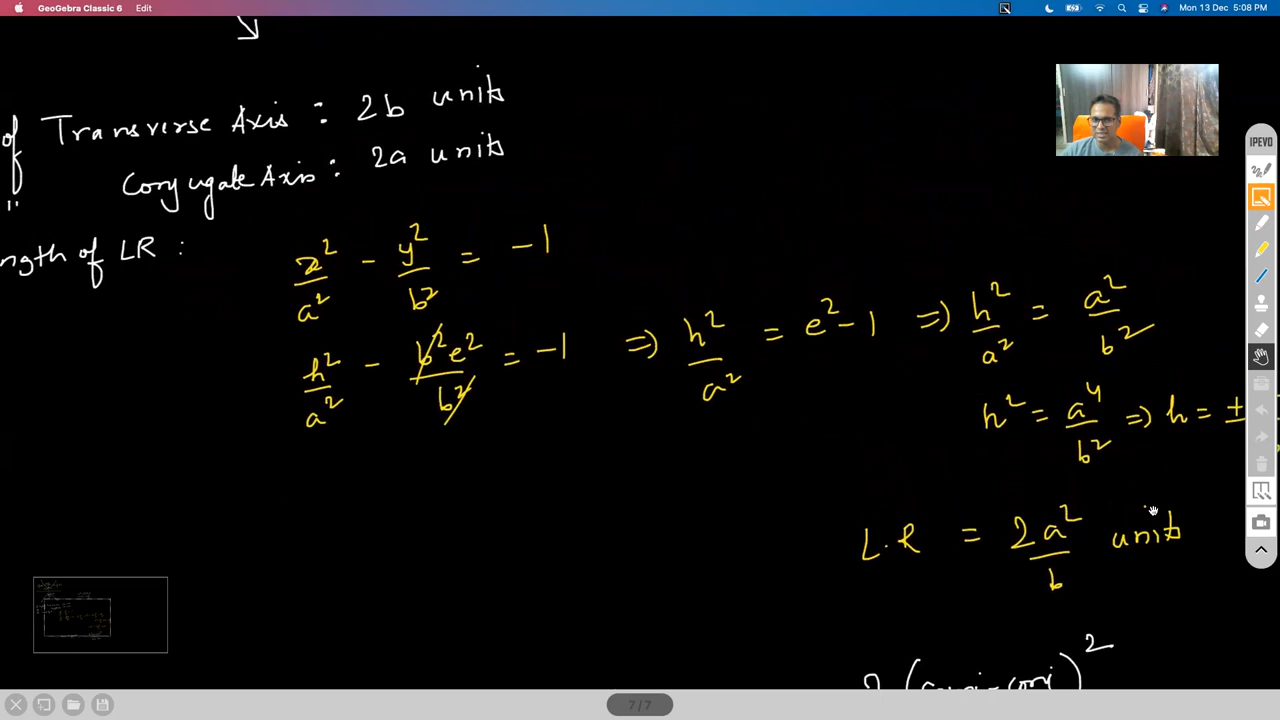 GeoGebra Classic 6 Edit Mon 13 Dec 5:08 PM
of Transverse Axis : 2b units
" Conjugate Axis : 2a units
ngth of LR :
x²/a² - y²/b² = -1
h²/a² - b²e²/b² = -1 => h²/a² = e² - 1 => h²/a² = a²/b²
h² = a⁴/b² => h = ±
L.R = 2a²/b units
2 ( )²
IPEVO
7 / 7